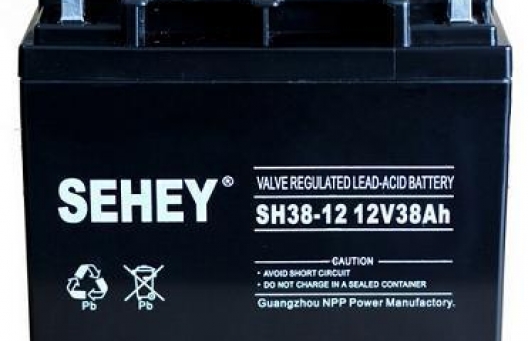 SEHEY®
VALVE REGULATED LEAD-ACID BATTERY
SH38-12 12V38Ah
CAUTION
• AVOID SHORT CIRCUIT
• DO NOT CHARGE IN A SEALED CONTAINER
Guangzhou NPP Power Manufactory.
Pb
Pb